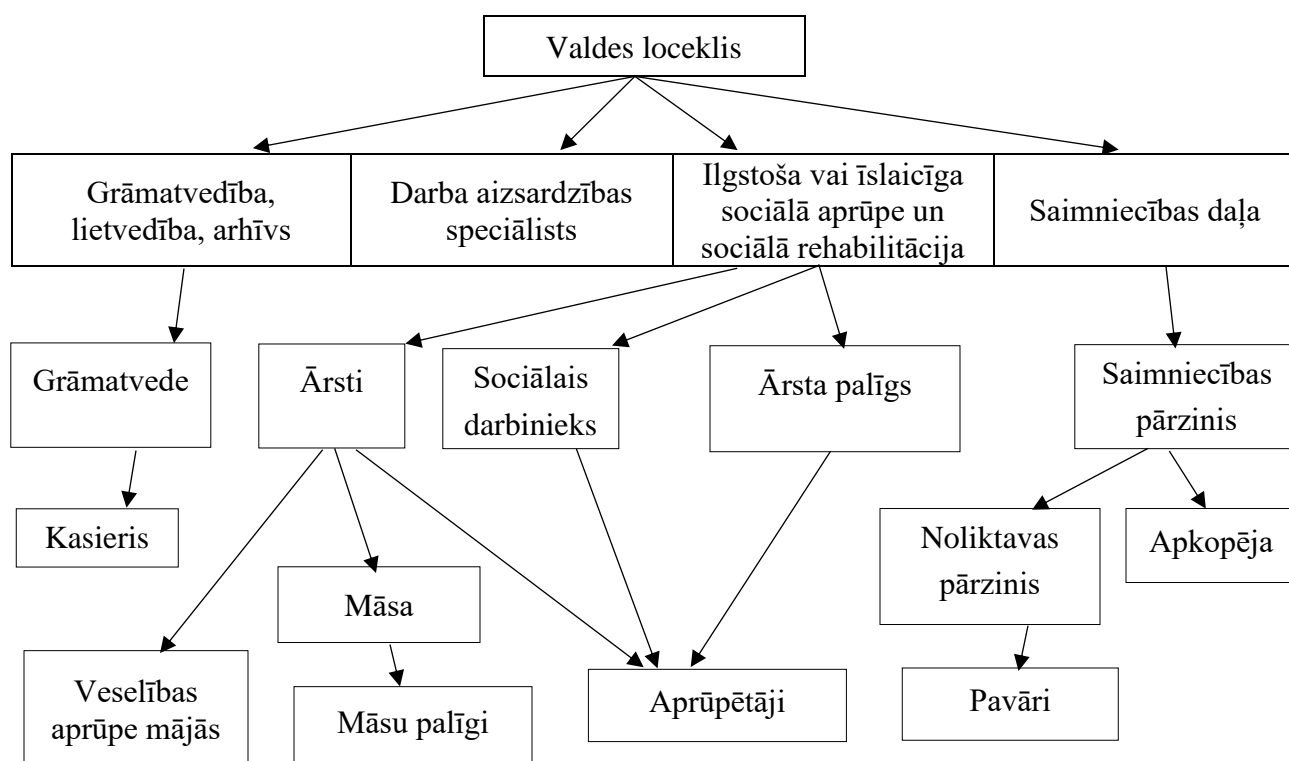 Valdes loceklis
Grāmatvedība,
lietvedība, arhīvs
Darba aizsardzības
speciālists
Ilgstoša vai īslaicīga
sociālā aprūpe un
sociālā rehabilitācija
Saimniecības daļa
Grāmatvede
Ārsti
Sociālais
darbinieks
Ārsta palīgs
Saimniecības
pārzinis
Kasieris
Noliktavas
pārzinis
Apkopēja
Māsa
Veselības
aprūpe mājās
Māsu palīgi
Aprūpētāji
Pavāri